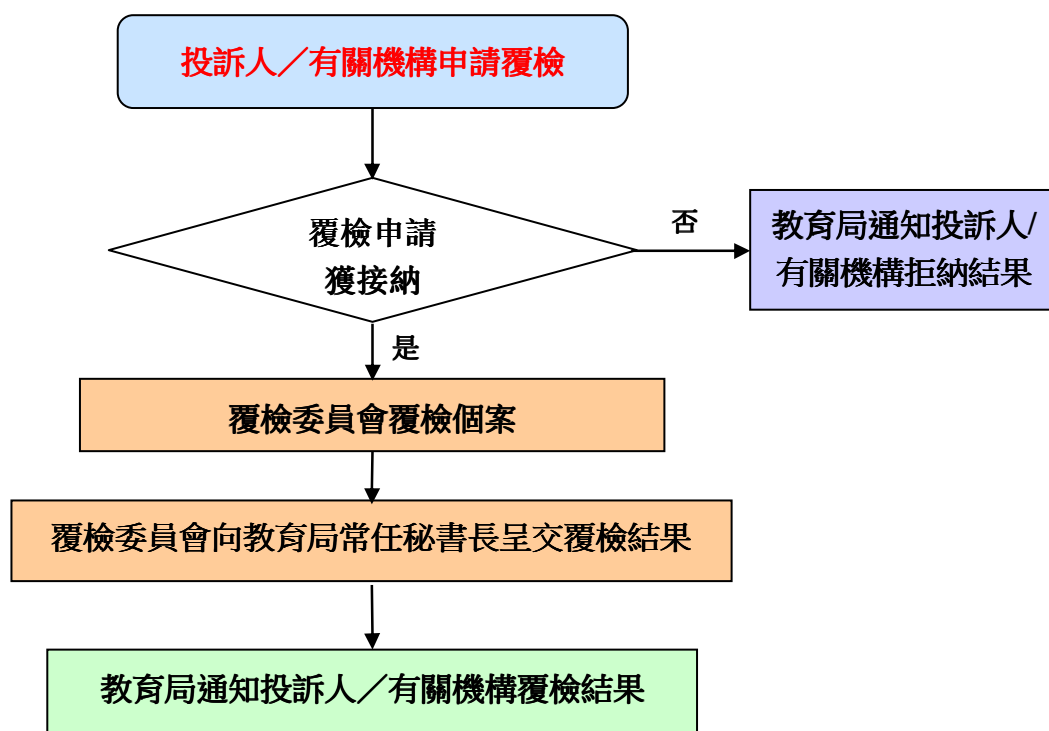 投訴人／有關機構申請覆檢
覆檢申請
獲接納
否
教育局通知投訴人/
有關機構拒納結果
是
覆檢委員會覆檢個案
覆檢委員會向教育局常任秘書長呈交覆檢結果
教育局通知投訴人／有關機構覆檢結果